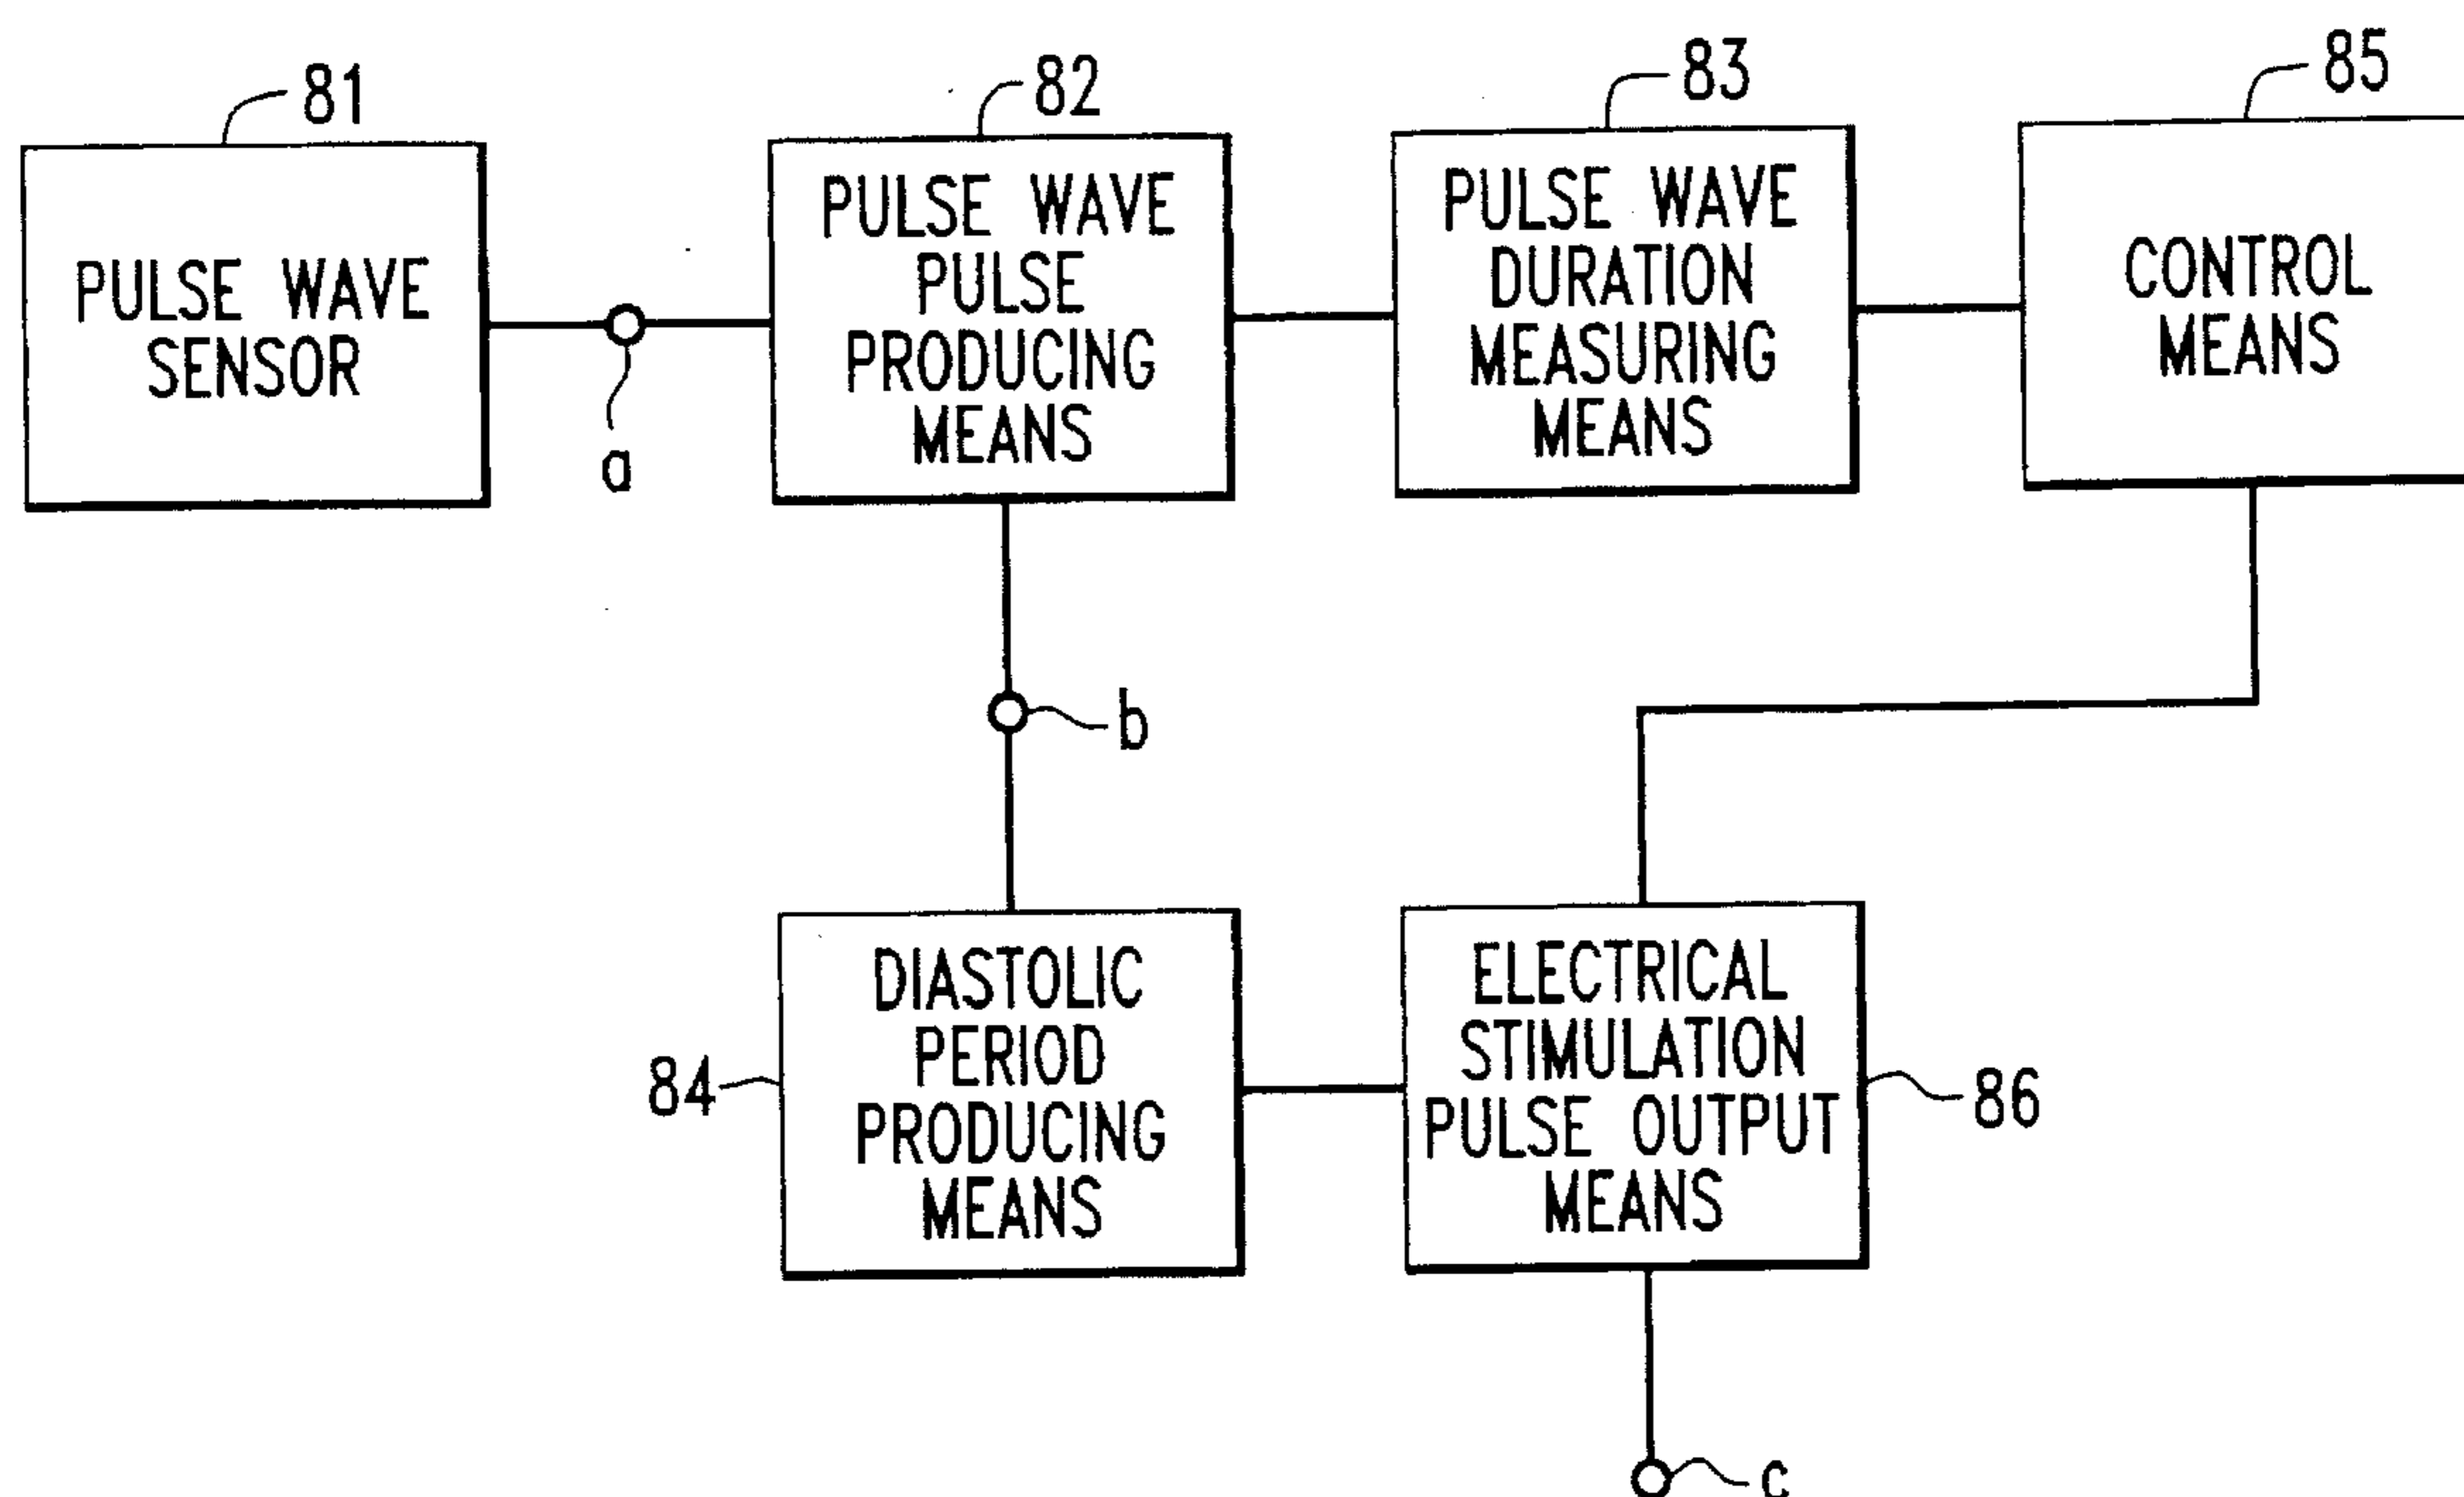 81
82
83
85
PULSE WAVE
SENSOR
PULSE WAVE
PULSE
PRODUCING
MEANS
PULSE WAVE
DURATION
MEASURING
MEANS
CONTROL
MEANS
a
b
84
DIASTOLIC
PERIOD
PRODUCING
MEANS
ELECTRICAL
STIMULATION
PULSE OUTPUT
MEANS
86
c